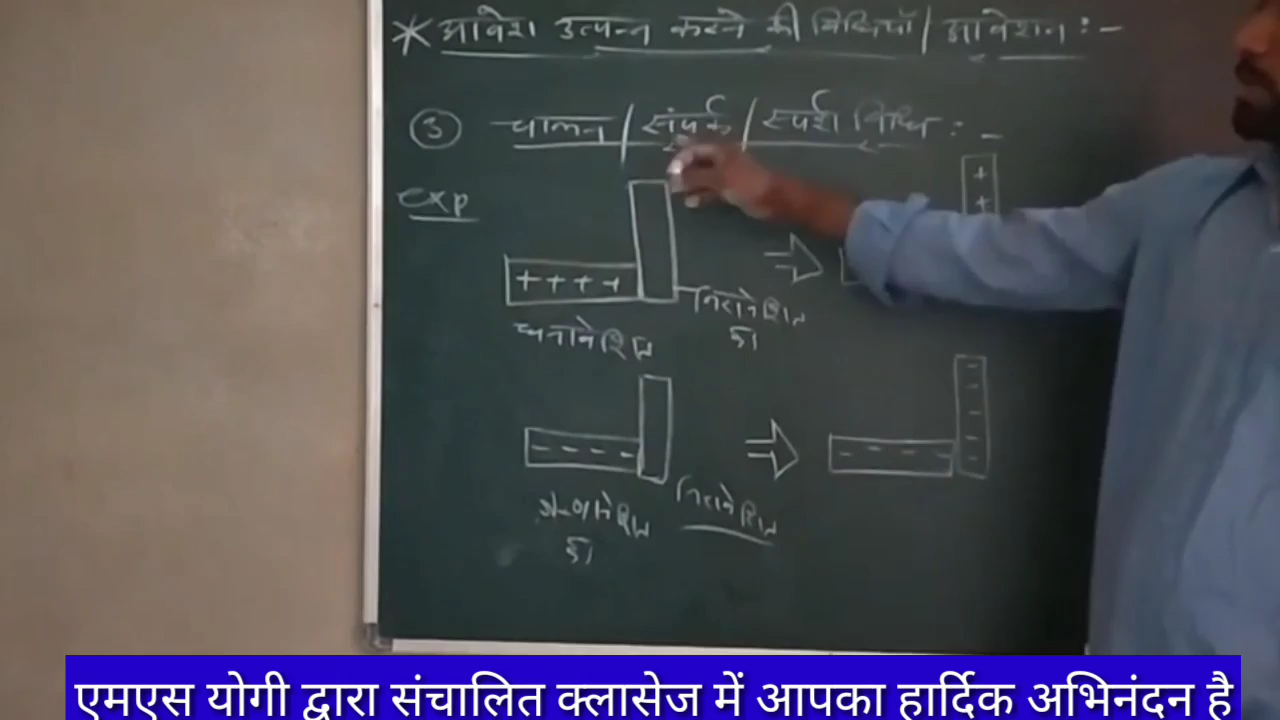 * आवेश उत्पन्न करने की विधियाँ / आवेशन : -
③ चालन / संपर्क / स्पर्श विधि : -
exp
+
+
+ + + +
निरावेशित
धनावेशित
छड़
- - - -
- - - -
-
-
-
-
-
ऋणावेशित
निरावेशित
छड़
एमएस योगी द्वारा संचालित क्लासेज में आपका हार्दिक अभिनंदन है